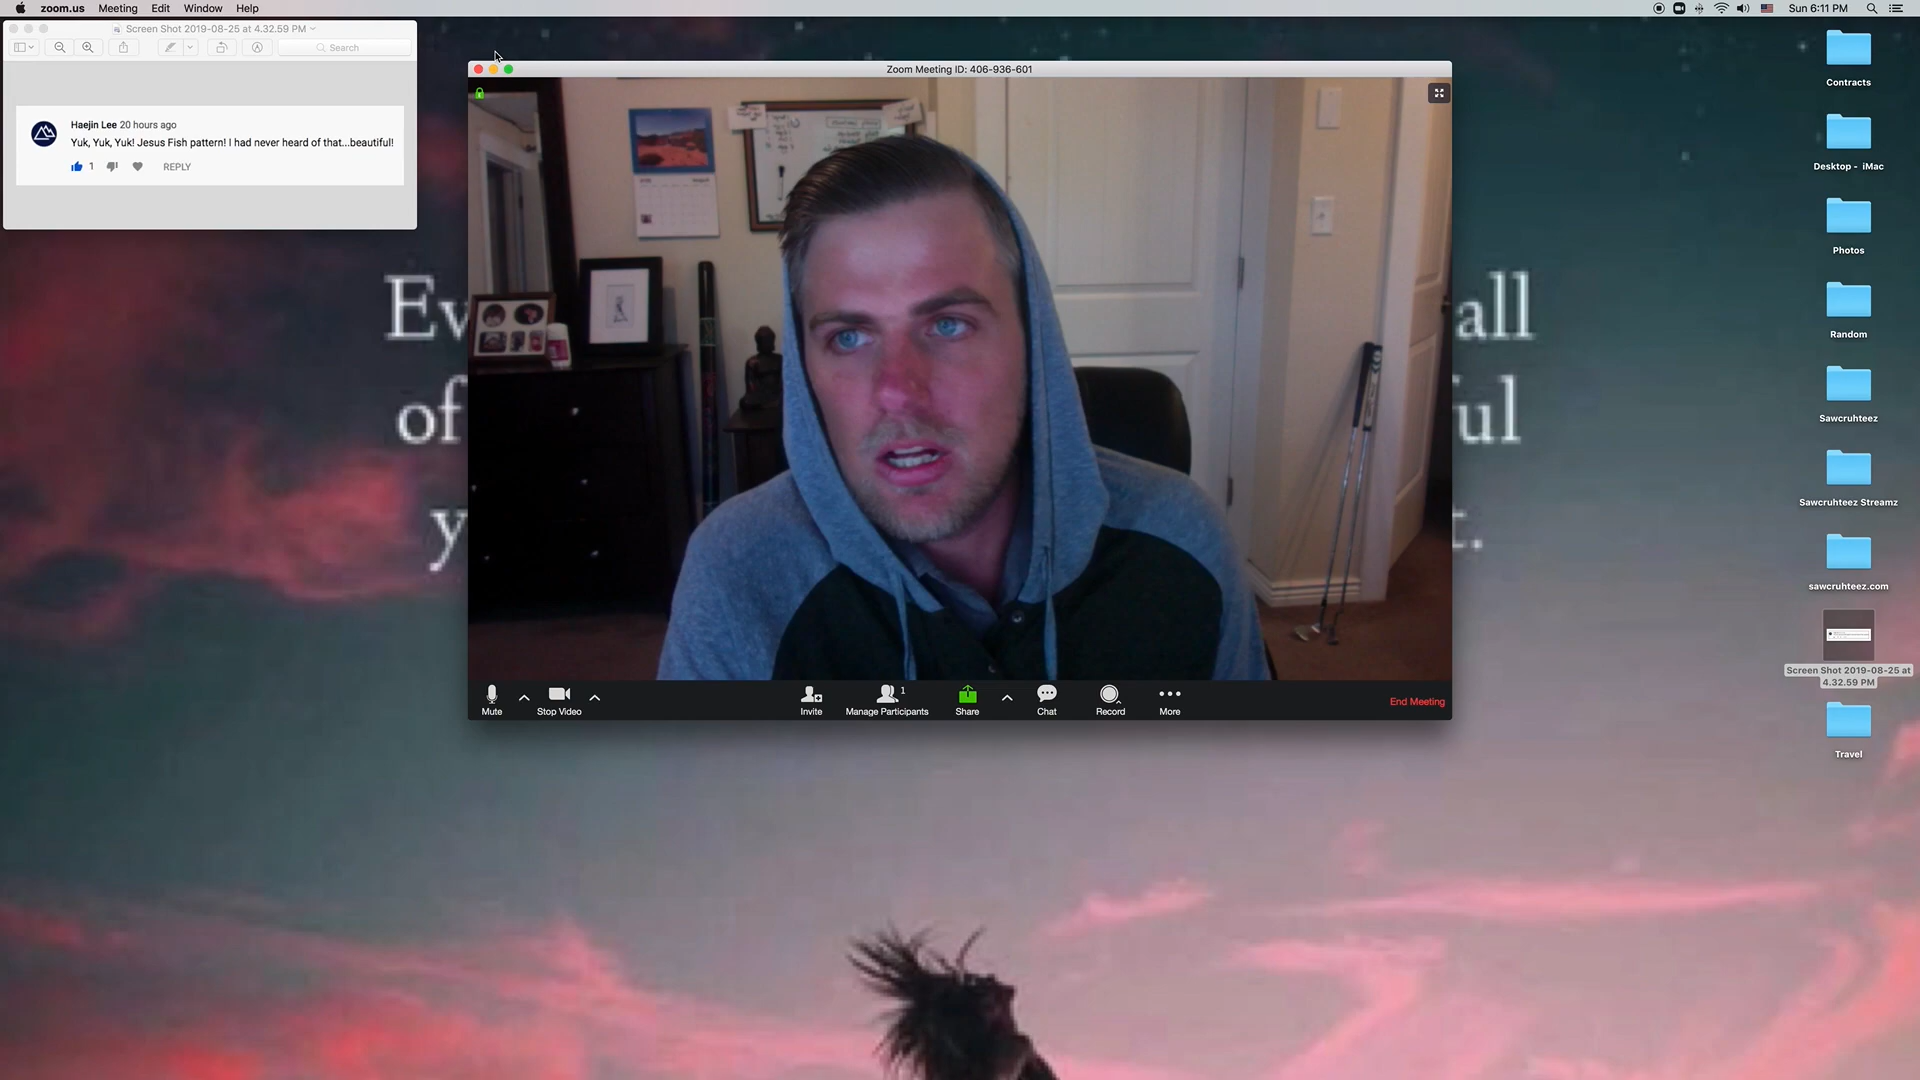 zoom.us Meeting Edit Window Help
Sun 6:11 PM
Screen Shot 2019-08-25 at 4.32.59 PM
Search
Haejin Lee 20 hours ago
Yuk, Yuk, Yuk! Jesus Fish pattern! I had never heard of that...beautiful!
1 REPLY
Zoom Meeting ID: 406-936-601
Ev all
of ul
y t.
Mute Stop Video Invite Manage Participants 1 Share Chat Record More End Meeting
Contracts
Desktop - iMac
Photos
Random
Sawcruhteez
Sawcruhteez Streamz
sawcruhteez.com
Screen Shot 2019-08-25 at
4.32.59 PM
Travel